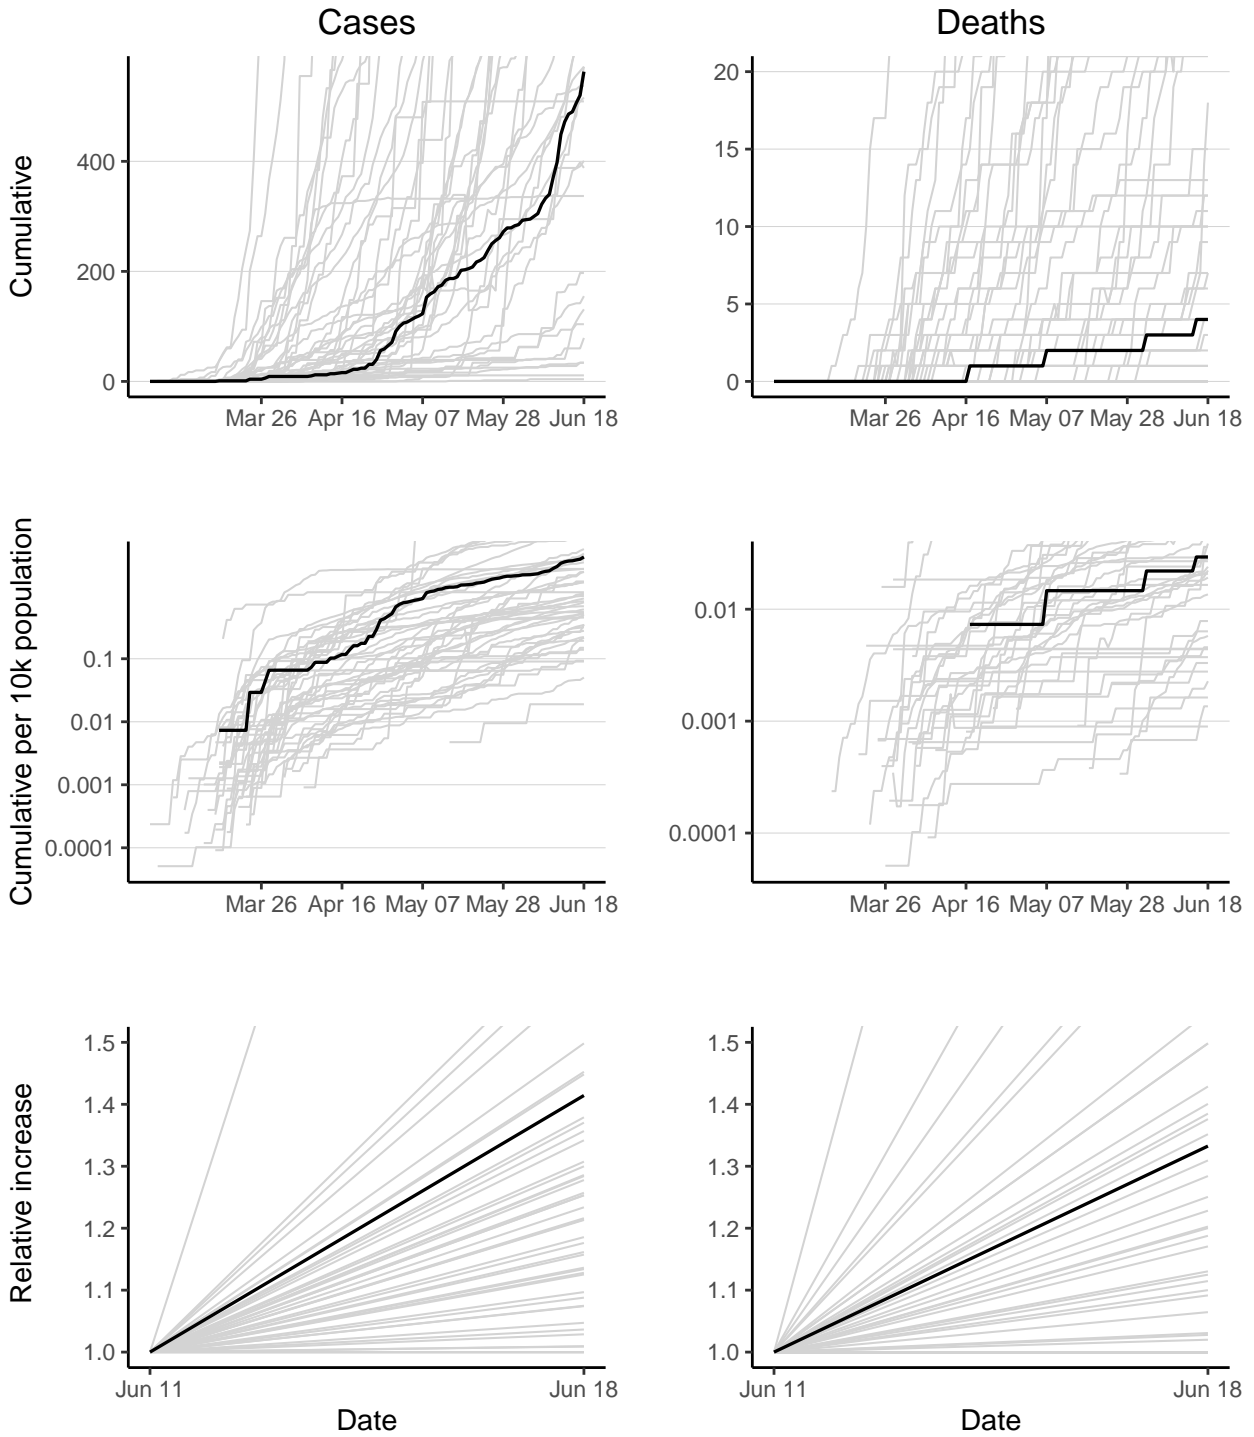 Cases
Deaths
Cumulative
400
200
0
Mar 26 Apr 16 May 07 May 28 Jun 18
20
15
10
5
0
Mar 26 Apr 16 May 07 May 28 Jun 18
Cumulative per 10k population
0.1
0.01
0.001
0.0001
Mar 26 Apr 16 May 07 May 28 Jun 18
0.01
0.001
0.0001
Mar 26 Apr 16 May 07 May 28 Jun 18
Relative increase
1.5
1.4
1.3
1.2
1.1
1.0
Jun 11 Jun 18
Date
1.5
1.4
1.3
1.2
1.1
1.0
Jun 11 Jun 18
Date